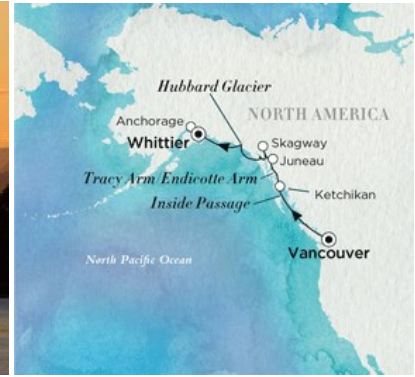 Hubbard Glacier
NORTH AMERICA
Anchorage
Whittier
Skagway
Juneau
Tracy Arm/Endicotte Arm
Ketchikan
Inside Passage
Vancouver
North Pacific Ocean